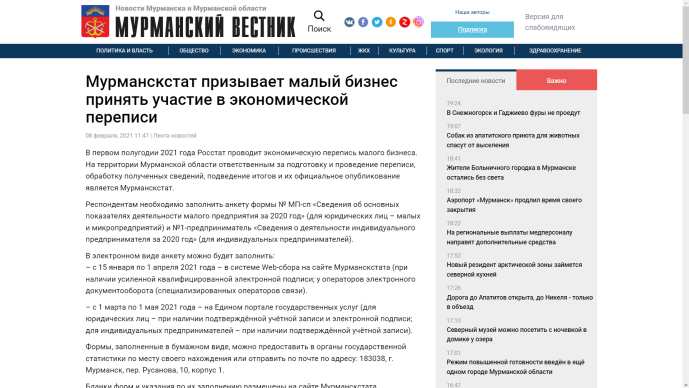 Новости Мурманска и Мурманской области
МУРМАНСКИЙ ВЕСТНИК
Поиск
Наши авторы
Подписка
Версия для
слабовидящих
ПОЛИТИКА И ВЛАСТЬ
ОБЩЕСТВО
ЭКОНОМИКА
ПРОИСШЕСТВИЯ
ЖКХ
КУЛЬТУРА
СПОРТ
ЭКОЛОГИЯ
ЗДРАВООХРАНЕНИЕ
Мурманскстат призывает малый бизнес
принять участие в экономической
переписи
08 февраля, 2021 11:47 | Лента новостей
В первом полугодии 2021 года Росстат проводит экономическую перепись малого бизнеса.
На территории Мурманской области ответственным за подготовку и проведение переписи,
обработку полученных сведений, подведение итогов и их официальное опубликование
является Мурманскстат.
Респондентам необходимо заполнить анкеты формы № МП-сп «Сведения об основных
показателях деятельности малого предприятия за 2020 год» (для юридических лиц – малых
и микропредприятий) и №1-предприниматель «Сведения о деятельности индивидуального
предпринимателя за 2020 год» (для индивидуальных предпринимателей).
В электронном виде анкету можно будет заполнить:
– с 15 января по 1 апреля 2021 года – в системе Web-сбора на сайте Мурманскстата (при
наличии усиленной квалифицированной электронной подписи; у операторов электронного
документооборота (специализированных операторов связи).
– с 1 марта по 1 мая 2021 года – на Едином портале государственных услуг (для
юридических лиц – при наличии подтверждённой учётной записи и электронной подписи;
для индивидуальных предпринимателей – при наличии подтверждённой учётной записи).
Формы, заполненные в бумажном виде, можно предоставить в органы государственной
статистики по месту своего нахождения или отправить по почте по адресу: 183038, г.
Мурманск, пер. Русанова, 10, корпус 1.
Бланки форм и указания по их заполнению размещены на сайте Мурманскстата
Последние новости
Важно
19:24
В Снежногорск и Гаджиево фуры не проедут
19:07
Собак из апатитского приюта для животных
спасут от выселения
18:41
Жители Больничного городка в Мурманске
остались без света
18:32
Аэропорт «Мурманск» продлил время своего
закрытия
18:22
На региональные выплаты медперсоналу
направят дополнительные средства
17:53
Новый резидент арктической зоны займется
северной кухней
17:26
Дорога до Апатитов открыта, до Никеля - только
в объезд
17:10
Северный музей можно посетить с ночевкой в
домике у озера
17:01
Режим повышенной готовности введён в ещё
одном городе Мурманской области
16:47